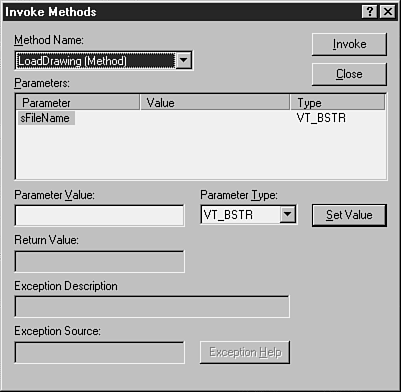 Invoke Methods
Method Name:
LoadDrawing (Method)
Invoke
Close
Parameters:
Parameter Value Type
sFileName VT_BSTR
Parameter Value: Parameter Type:
VT_BSTR Set Value
Return Value:
Exception Description
Exception Source:
Exception Help